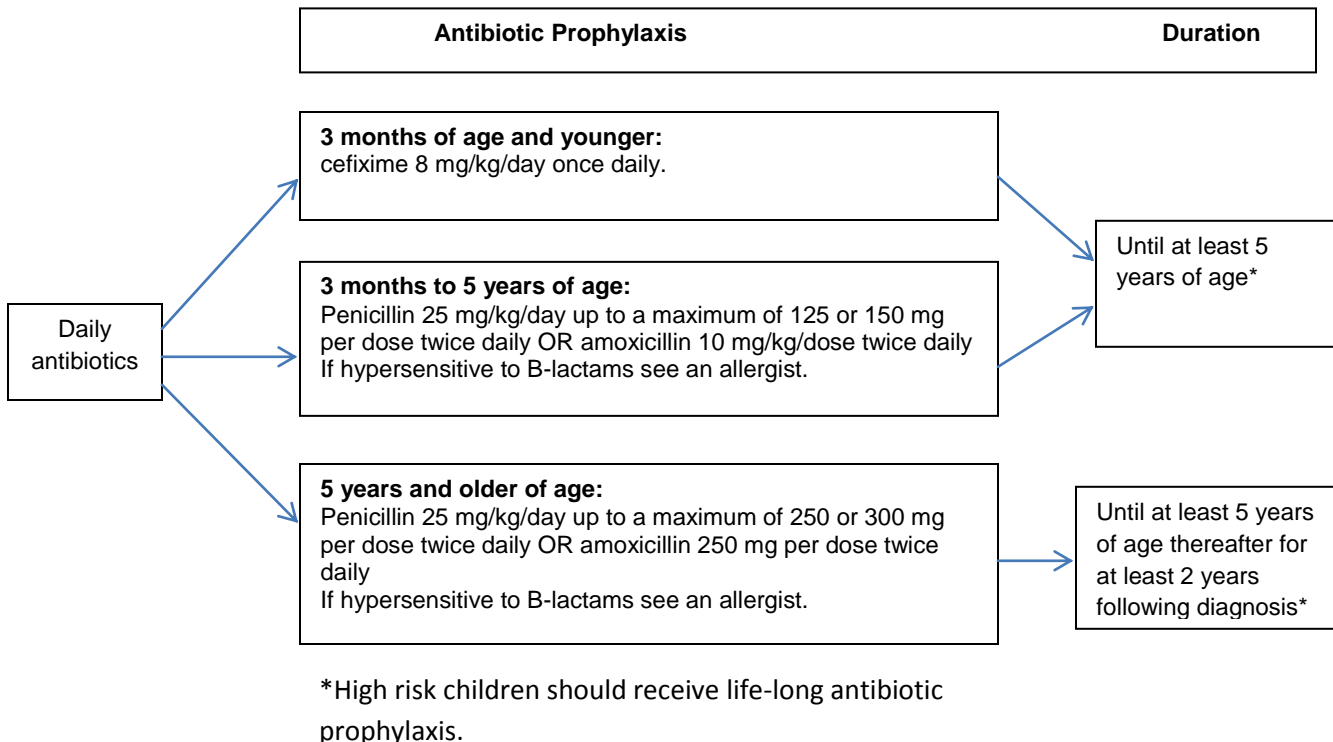 Antibiotic Prophylaxis Duration
3 months of age and younger:
cefixime 8 mg/kg/day once daily.
Until at least 5
years of age*
3 months to 5 years of age:
Penicillin 25 mg/kg/day up to a maximum of 125 or 150 mg
per dose twice daily OR amoxicillin 10 mg/kg/dose twice daily
If hypersensitive to B-lactams see an allergist.
Daily
antibiotics
5 years and older of age:
Penicillin 25 mg/kg/day up to a maximum of 250 or 300 mg
per dose twice daily OR amoxicillin 250 mg per dose twice
daily
If hypersensitive to B-lactams see an allergist.
Until at least 5 years
of age thereafter for
at least 2 years
following diagnosis*
*High risk children should receive life-long antibiotic
prophylaxis.